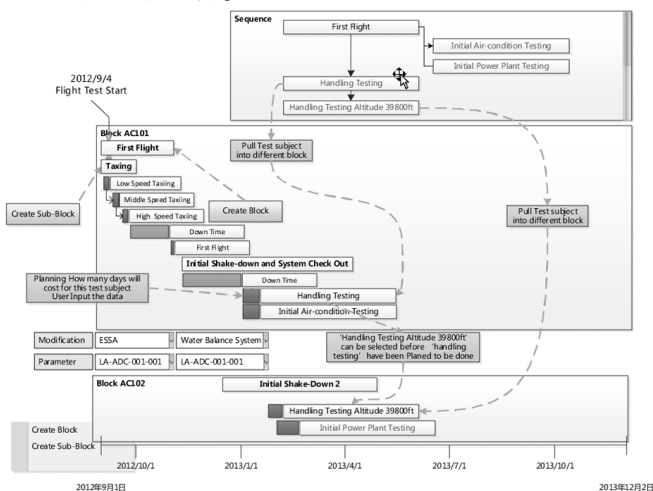 Sequence
First Flight
Initial Air-condition Testing
Initial Power Plant Testing
Handling Testing
Handling Testing Altitude 39800ft
2012/9/4
Flight Test Start
Block AC101
First Flight
Taxing
Low Speed Taxiing
Middle Speed Taxiing
High Speed Taxiing
Down Time
First Flight
Initial Shake-down and System Check Out
Down Time
Handling Testing
Initial Air-condition Testing
Pull Test subject
into different block
Pull Test subject
into different block
Create Sub-Block
Create Block
Planning How many days will
cost for this test subject
User Input the data
Modification
ESSA
Water Balance System
Parameter
LA-ADC-001-001
LA-ADC-001-001
'Handling Testing Altitude 39800ft'
can be selected before 'handling
testing' have been Planed to be done
Block AC102
Initial Shake-Down 2
Handling Testing Altitude 39800ft
Initial Power Plant Testing
Create Block
Create Sub-Block
2012/10/1
2013/1/1
2013/4/1
2013/7/1
2013/10/1
2012年9月1日
2013年12月2日